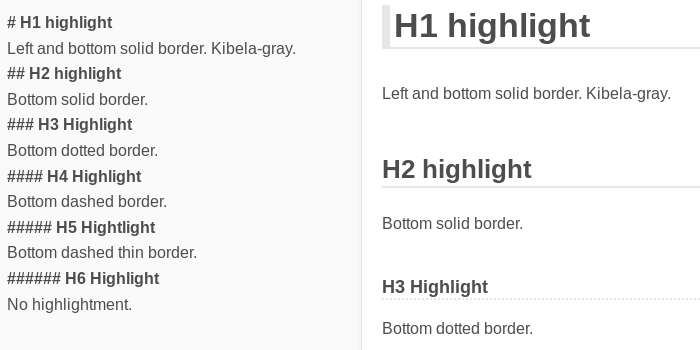 # H1 highlight
Left and bottom solid border. Kibela-gray.
## H2 highlight
Bottom solid border.
### H3 Highlight
Bottom dotted border.
#### H4 Highlight
Bottom dashed border.
##### H5 Hightlight
Bottom dashed thin border.
###### H6 Highlight
No highlightment.
H1 highlight
Left and bottom solid border. Kibela-gray.
H2 highlight
Bottom solid border.
H3 Highlight
Bottom dotted border.